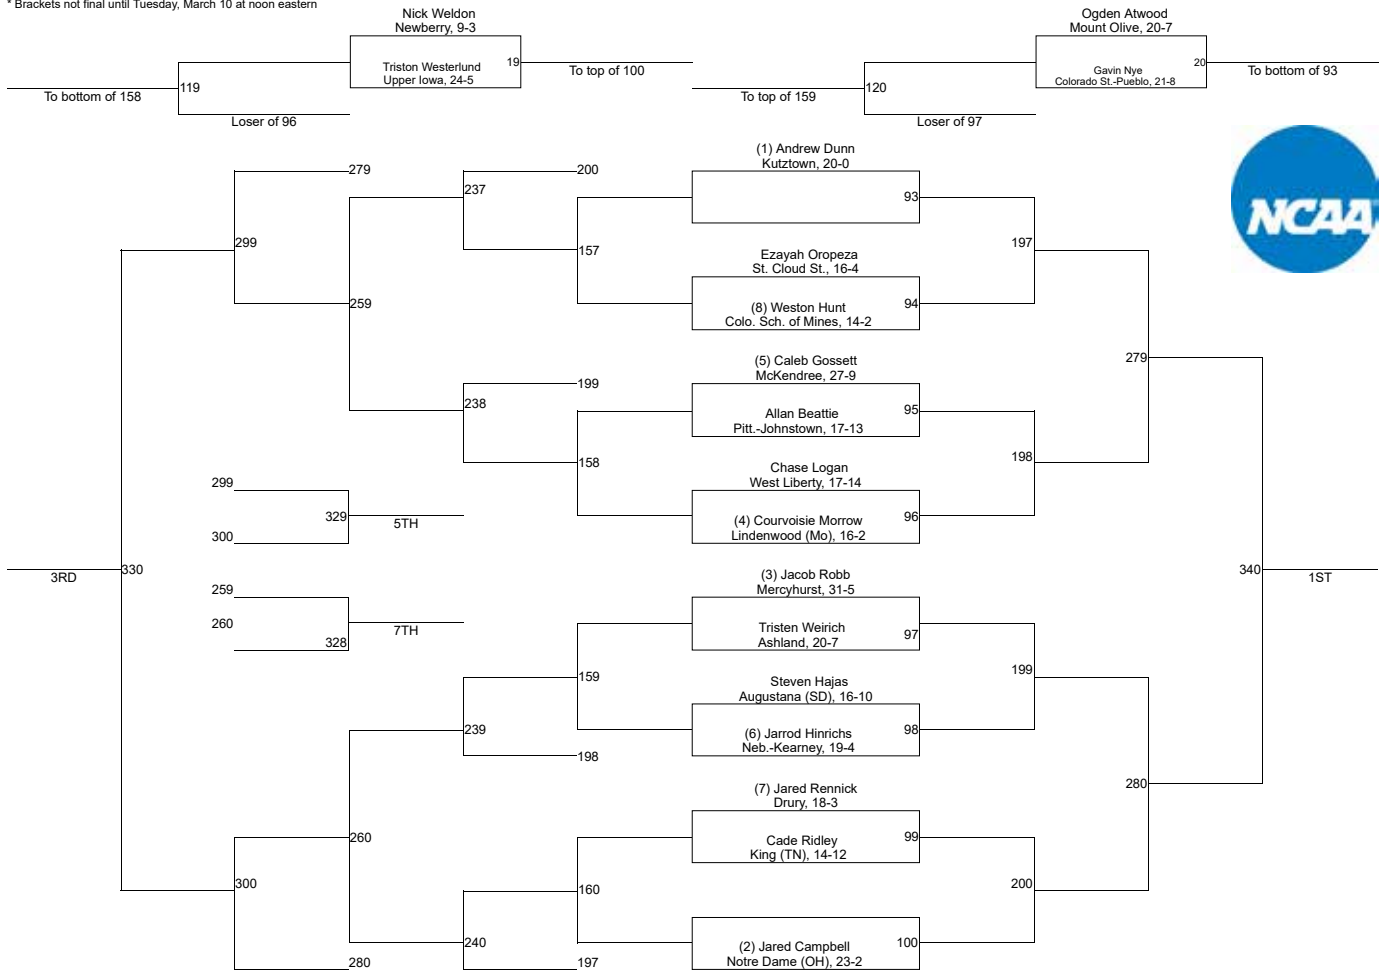 * Brackets not final until Tuesday, March 10 at noon eastern
Nick Weldon
Newberry, 9-3
Triston Westerlund
Upper Iowa, 24-5
19
To top of 100
119
To bottom of 158
Loser of 96
Ogden Atwood
Mount Olive, 20-7
Gavin Nye
Colorado St.-Pueblo, 21-8
20
To bottom of 93
120
To top of 159
Loser of 97
NCAA
(1) Andrew Dunn
Kutztown, 20-0
93
Ezayah Oropeza
St. Cloud St., 16-4
(8) Weston Hunt
Colo. Sch. of Mines, 14-2
94
(5) Caleb Gossett
McKendree, 27-9
Allan Beattie
Pitt.-Johnstown, 17-13
95
Chase Logan
West Liberty, 17-14
(4) Courvoisie Morrow
Lindenwood (Mo), 16-2
96
(3) Jacob Robb
Mercyhurst, 31-5
Tristen Weirich
Ashland, 20-7
97
Steven Hajas
Augustana (SD), 16-10
(6) Jarrod Hinrichs
Neb.-Kearney, 19-4
98
(7) Jared Rennick
Drury, 18-3
Cade Ridley
King (TN), 14-12
99
(2) Jared Campbell
Notre Dame (OH), 23-2
100
197
198
199
200
279
280
340
1ST
200
157
237
199
158
238
279
259
299
299
300
329
5TH
259
260
328
7TH
330
3RD
159
198
239
160
197
240
260
280
300